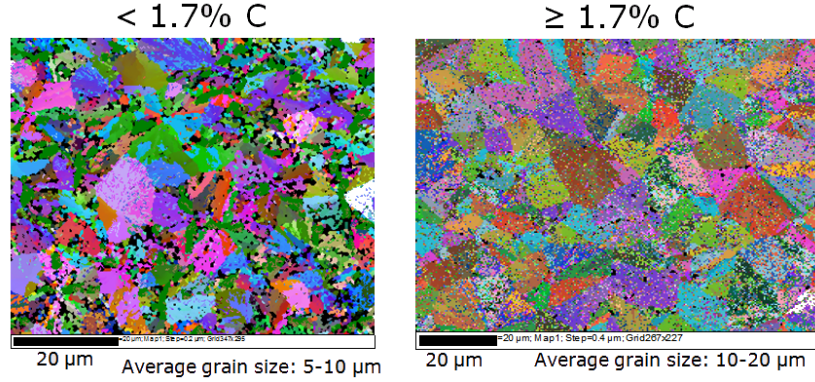 < 1.7% C
≥ 1.7% C
=20 µm; Map1; Step=0.2 µm; Grid347x295
=20 µm; Map1; Step=0.4 µm; Grid267x227
20 µm
Average grain size: 5-10 µm
20 µm
Average grain size: 10-20 µm